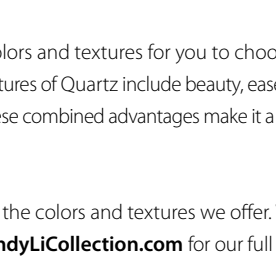 olors and textures for you to choo
tures of Quartz include beauty, ease
ese combined advantages make it a
the colors and textures we offer.
ndyLiCollection.com for our full